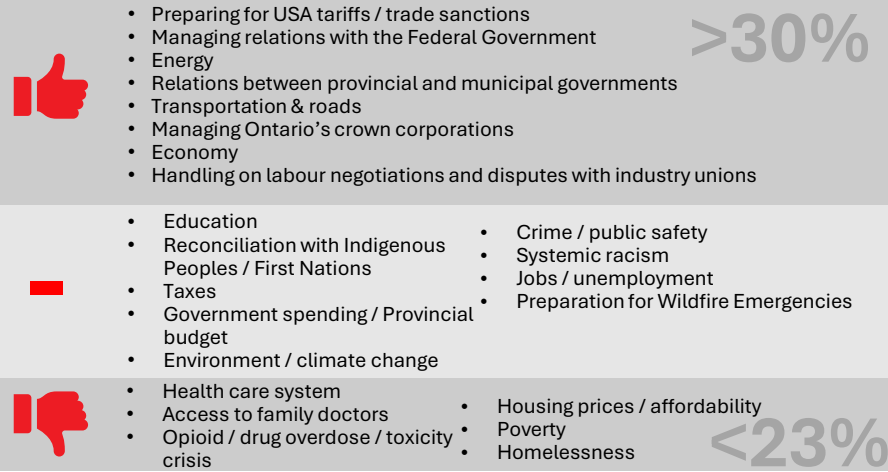 • Preparing for USA tariffs / trade sanctions
• Managing relations with the Federal Government
• Energy
• Relations between provincial and municipal governments
• Transportation & roads
• Managing Ontario's crown corporations
• Economy
• Handling on labour negotiations and disputes with industry unions
>30%
• Education
• Reconciliation with Indigenous
Peoples / First Nations
• Taxes
• Government spending / Provincial
budget
• Environment / climate change
• Crime / public safety
• Systemic racism
• Jobs / unemployment
• Preparation for Wildfire Emergencies
• Health care system
• Access to family doctors
• Opioid / drug overdose / toxicity
crisis
• Housing prices / affordability
• Poverty
• Homelessness
<23%